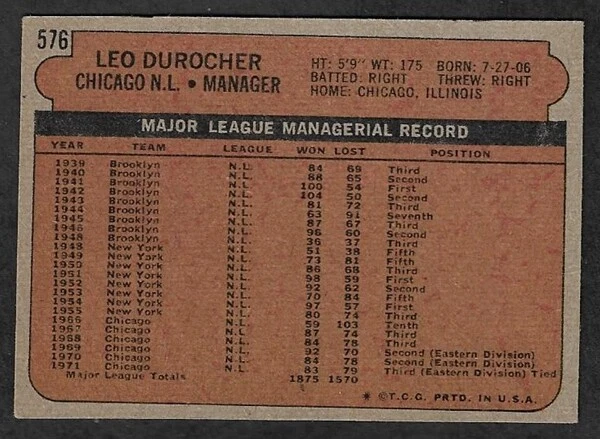 576
LEO DUROCHER
CHICAGO N.L. • MANAGER
HT: 5'9" WT: 175 BORN: 7-27-06
BATTED: RIGHT THREW: RIGHT
HOME: CHICAGO, ILLINOIS
MAJOR LEAGUE MANAGERIAL RECORD
YEAR TEAM LEAGUE WON LOST POSITION
1939 Brooklyn N.L. 84 69 Third
1940 Brooklyn N.L. 88 65 Second
1941 Brooklyn N.L. 100 54 First
1942 Brooklyn N.L. 104 50 Second
1943 Brooklyn N.L. 81 72 Third
1944 Brooklyn N.L. 63 91 Seventh
1945 Brooklyn N.L. 87 67 Third
1946 Brooklyn N.L. 96 60 Second
1948 Brooklyn N.L. 36 37 Third
1948 New York N.L. 51 38 Fifth
1949 New York N.L. 73 81 Fifth
1950 New York N.L. 86 68 Third
1951 New York N.L. 98 59 First
1952 New York N.L. 92 62 Second
1953 New York N.L. 70 84 Fifth
1954 New York N.L. 97 57 First
1955 New York N.L. 80 74 Third
1966 Chicago N.L. 59 103 Tenth
1967 Chicago N.L. 87 74 Third
1968 Chicago N.L. 84 78 Third
1969 Chicago N.L. 92 70 Second (Eastern Division)
1970 Chicago N.L. 84 78 Second (Eastern Division)
1971 Chicago N.L. 83 79 Third (Eastern Division) Tied
Major League Totals 1875 1570
* © T.C.G. PRTD. IN U.S.A.